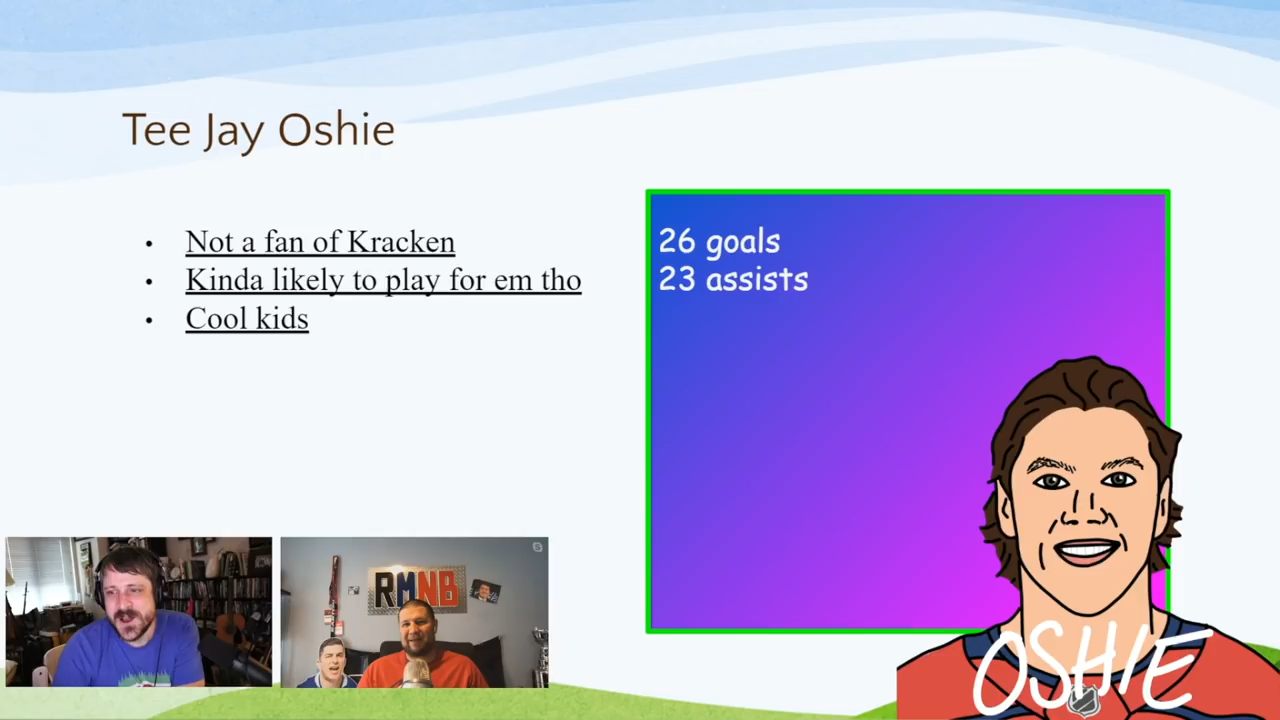 Tee Jay Oshie
Not a fan of Kracken
Kinda likely to play for em tho
Cool kids
26 goals
23 assists
RMNB
OSHIE